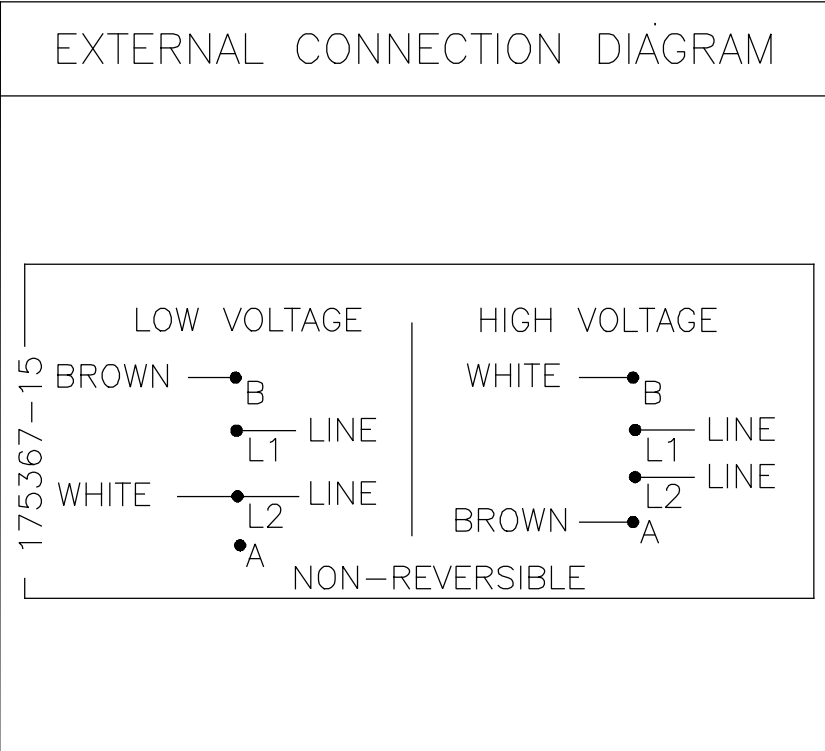 EXTERNAL CONNECTION DIAGRAM
LOW VOLTAGE
BROWN
B
L1
LINE
WHITE
L2
LINE
A
HIGH VOLTAGE
WHITE
B
L1
LINE
L2
LINE
BROWN
A
NON-REVERSIBLE
175367-15